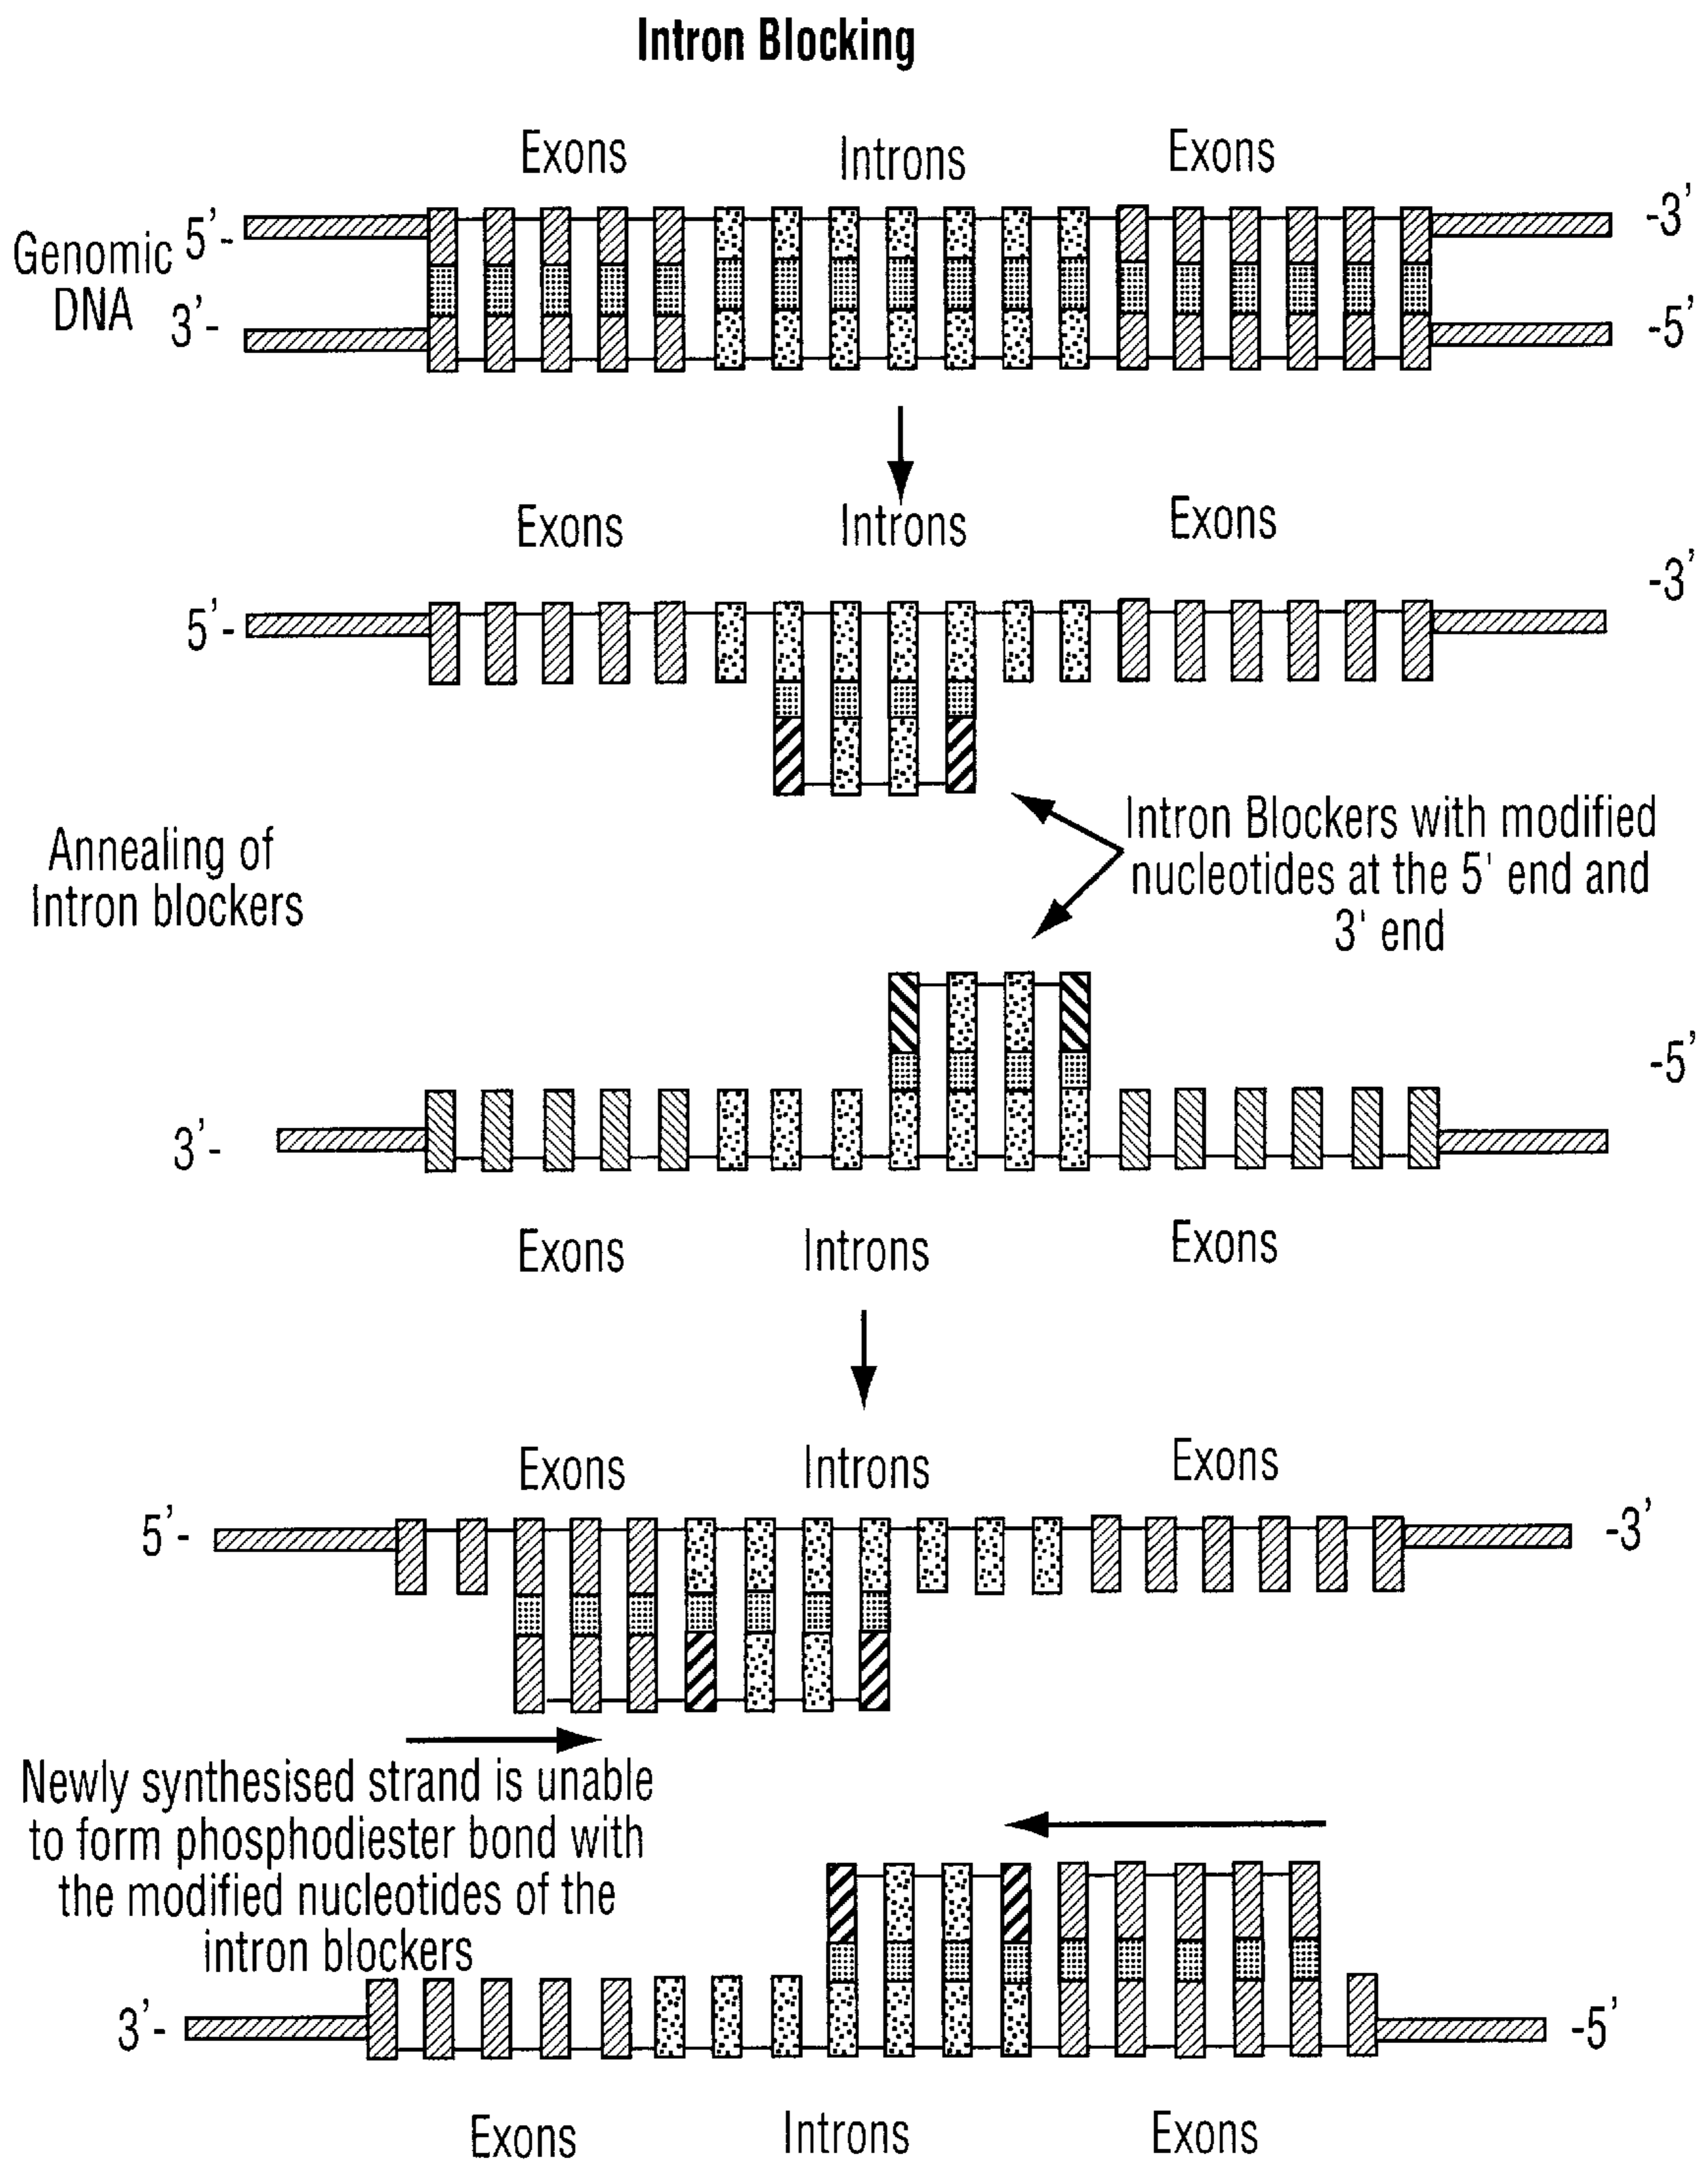 Intron Blocking
Exons Introns Exons
5'- -3'
Genomic
DNA
3'- -5'
Exons Introns Exons
-3'
5'-
Intron Blockers with modified
nucleotides at the 5' end and
3' end
Annealing of
Intron blockers
-5'
3'-
Exons Introns Exons
Exons Introns Exons
5'- -3'
Newly synthesised strand is unable
to form phosphodiester bond with
the modified nucleotides of the
intron blockers
3'- -5'
Exons Introns Exons